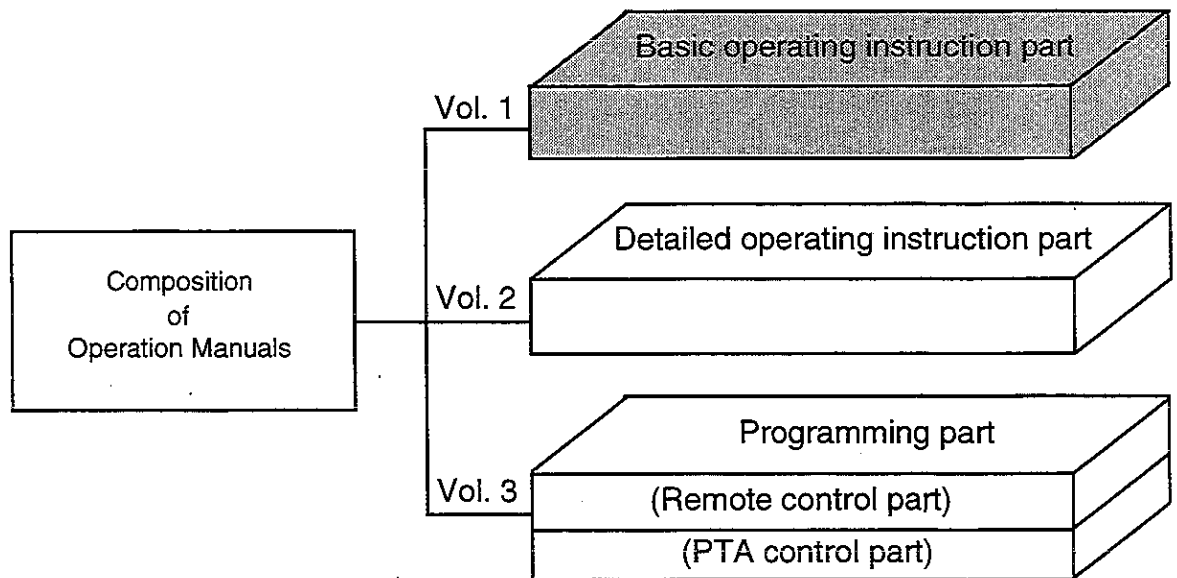 Composition
of
Operation Manuals
Vol. 1
Basic operating instruction part
Vol. 2
Detailed operating instruction part
Vol. 3
Programming part
(Remote control part)
(PTA control part)